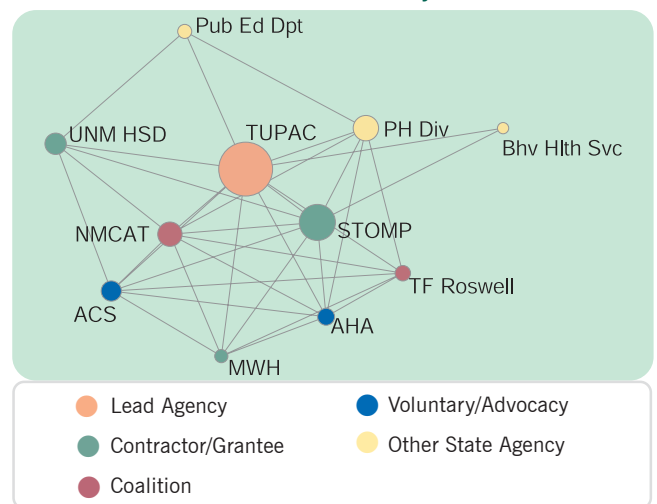 Pub Ed Dpt
UNM HSD
TUPAC
PH Div
Bhv Hlth Svc
NMCAT
STOMP
TF Roswell
ACS
AHA
MWH
Lead Agency
Voluntary/Advocacy
Contractor/Grantee
Other State Agency
Coalition